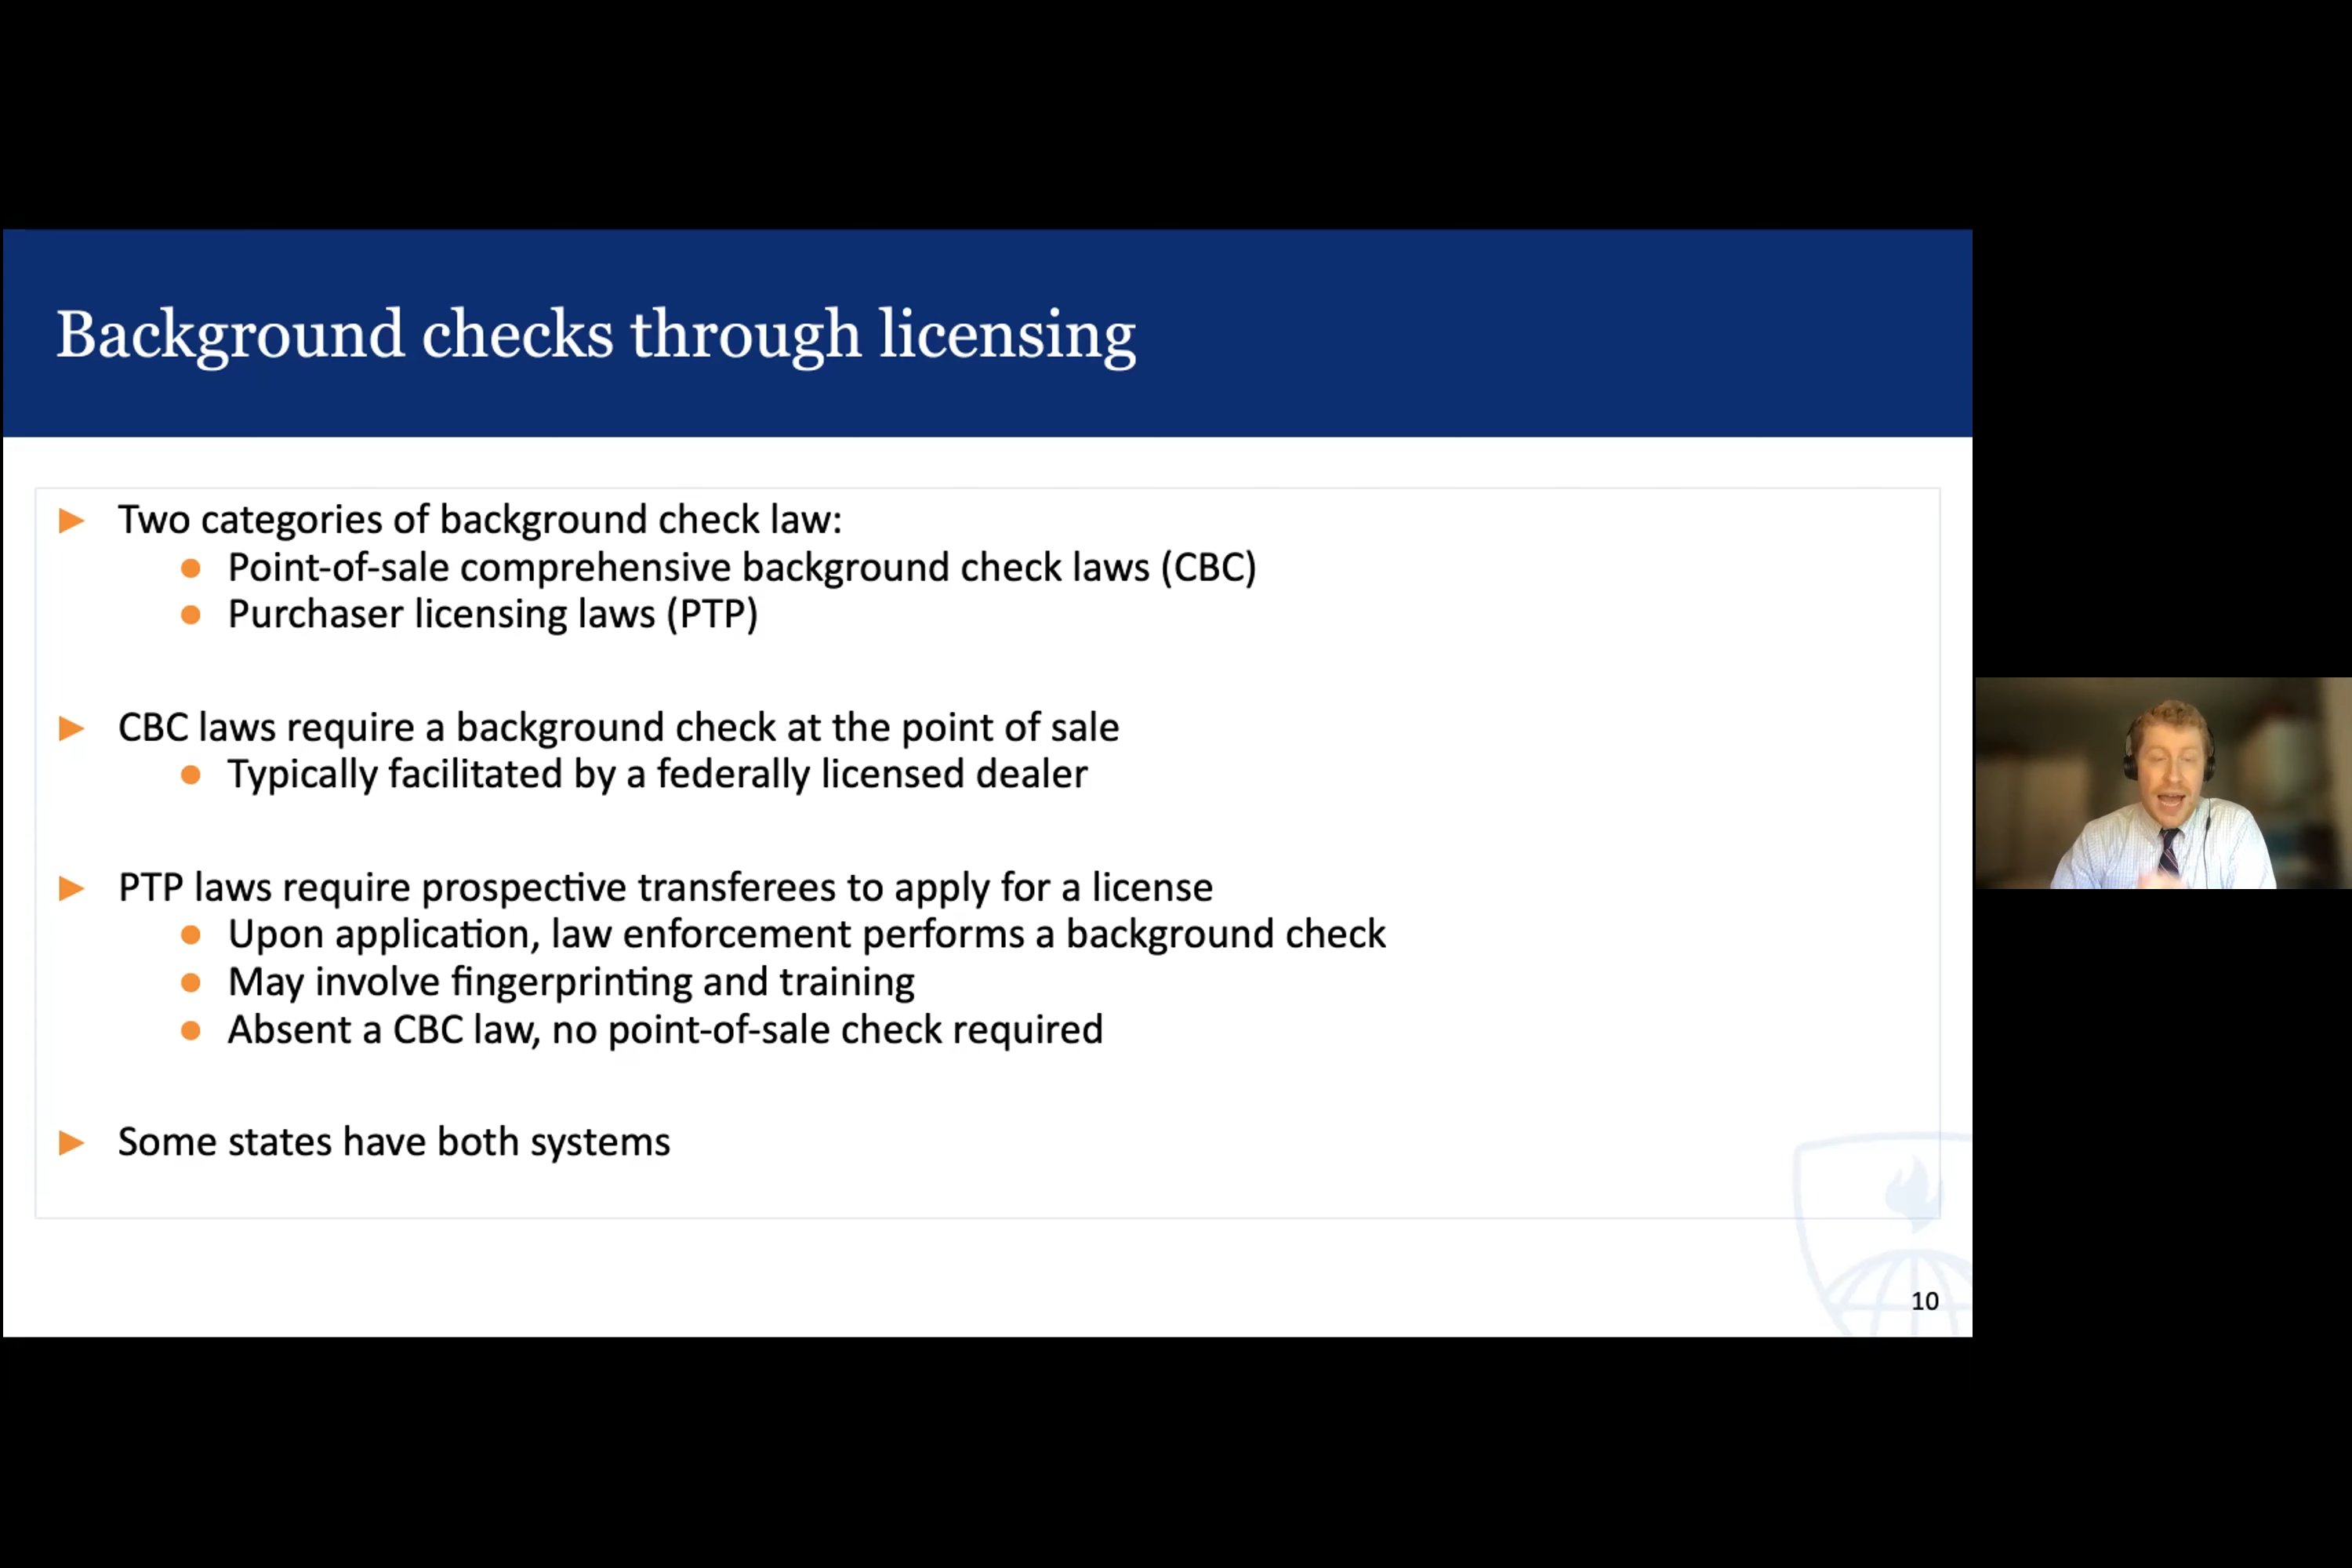 Background checks through licensing
Two categories of background check law:
Point-of-sale comprehensive background check laws (CBC)
Purchaser licensing laws (PTP)
CBC laws require a background check at the point of sale
Typically facilitated by a federally licensed dealer
PTP laws require prospective transferees to apply for a license
Upon application, law enforcement performs a background check
May involve fingerprinting and training
Absent a CBC law, no point-of-sale check required
Some states have both systems
10